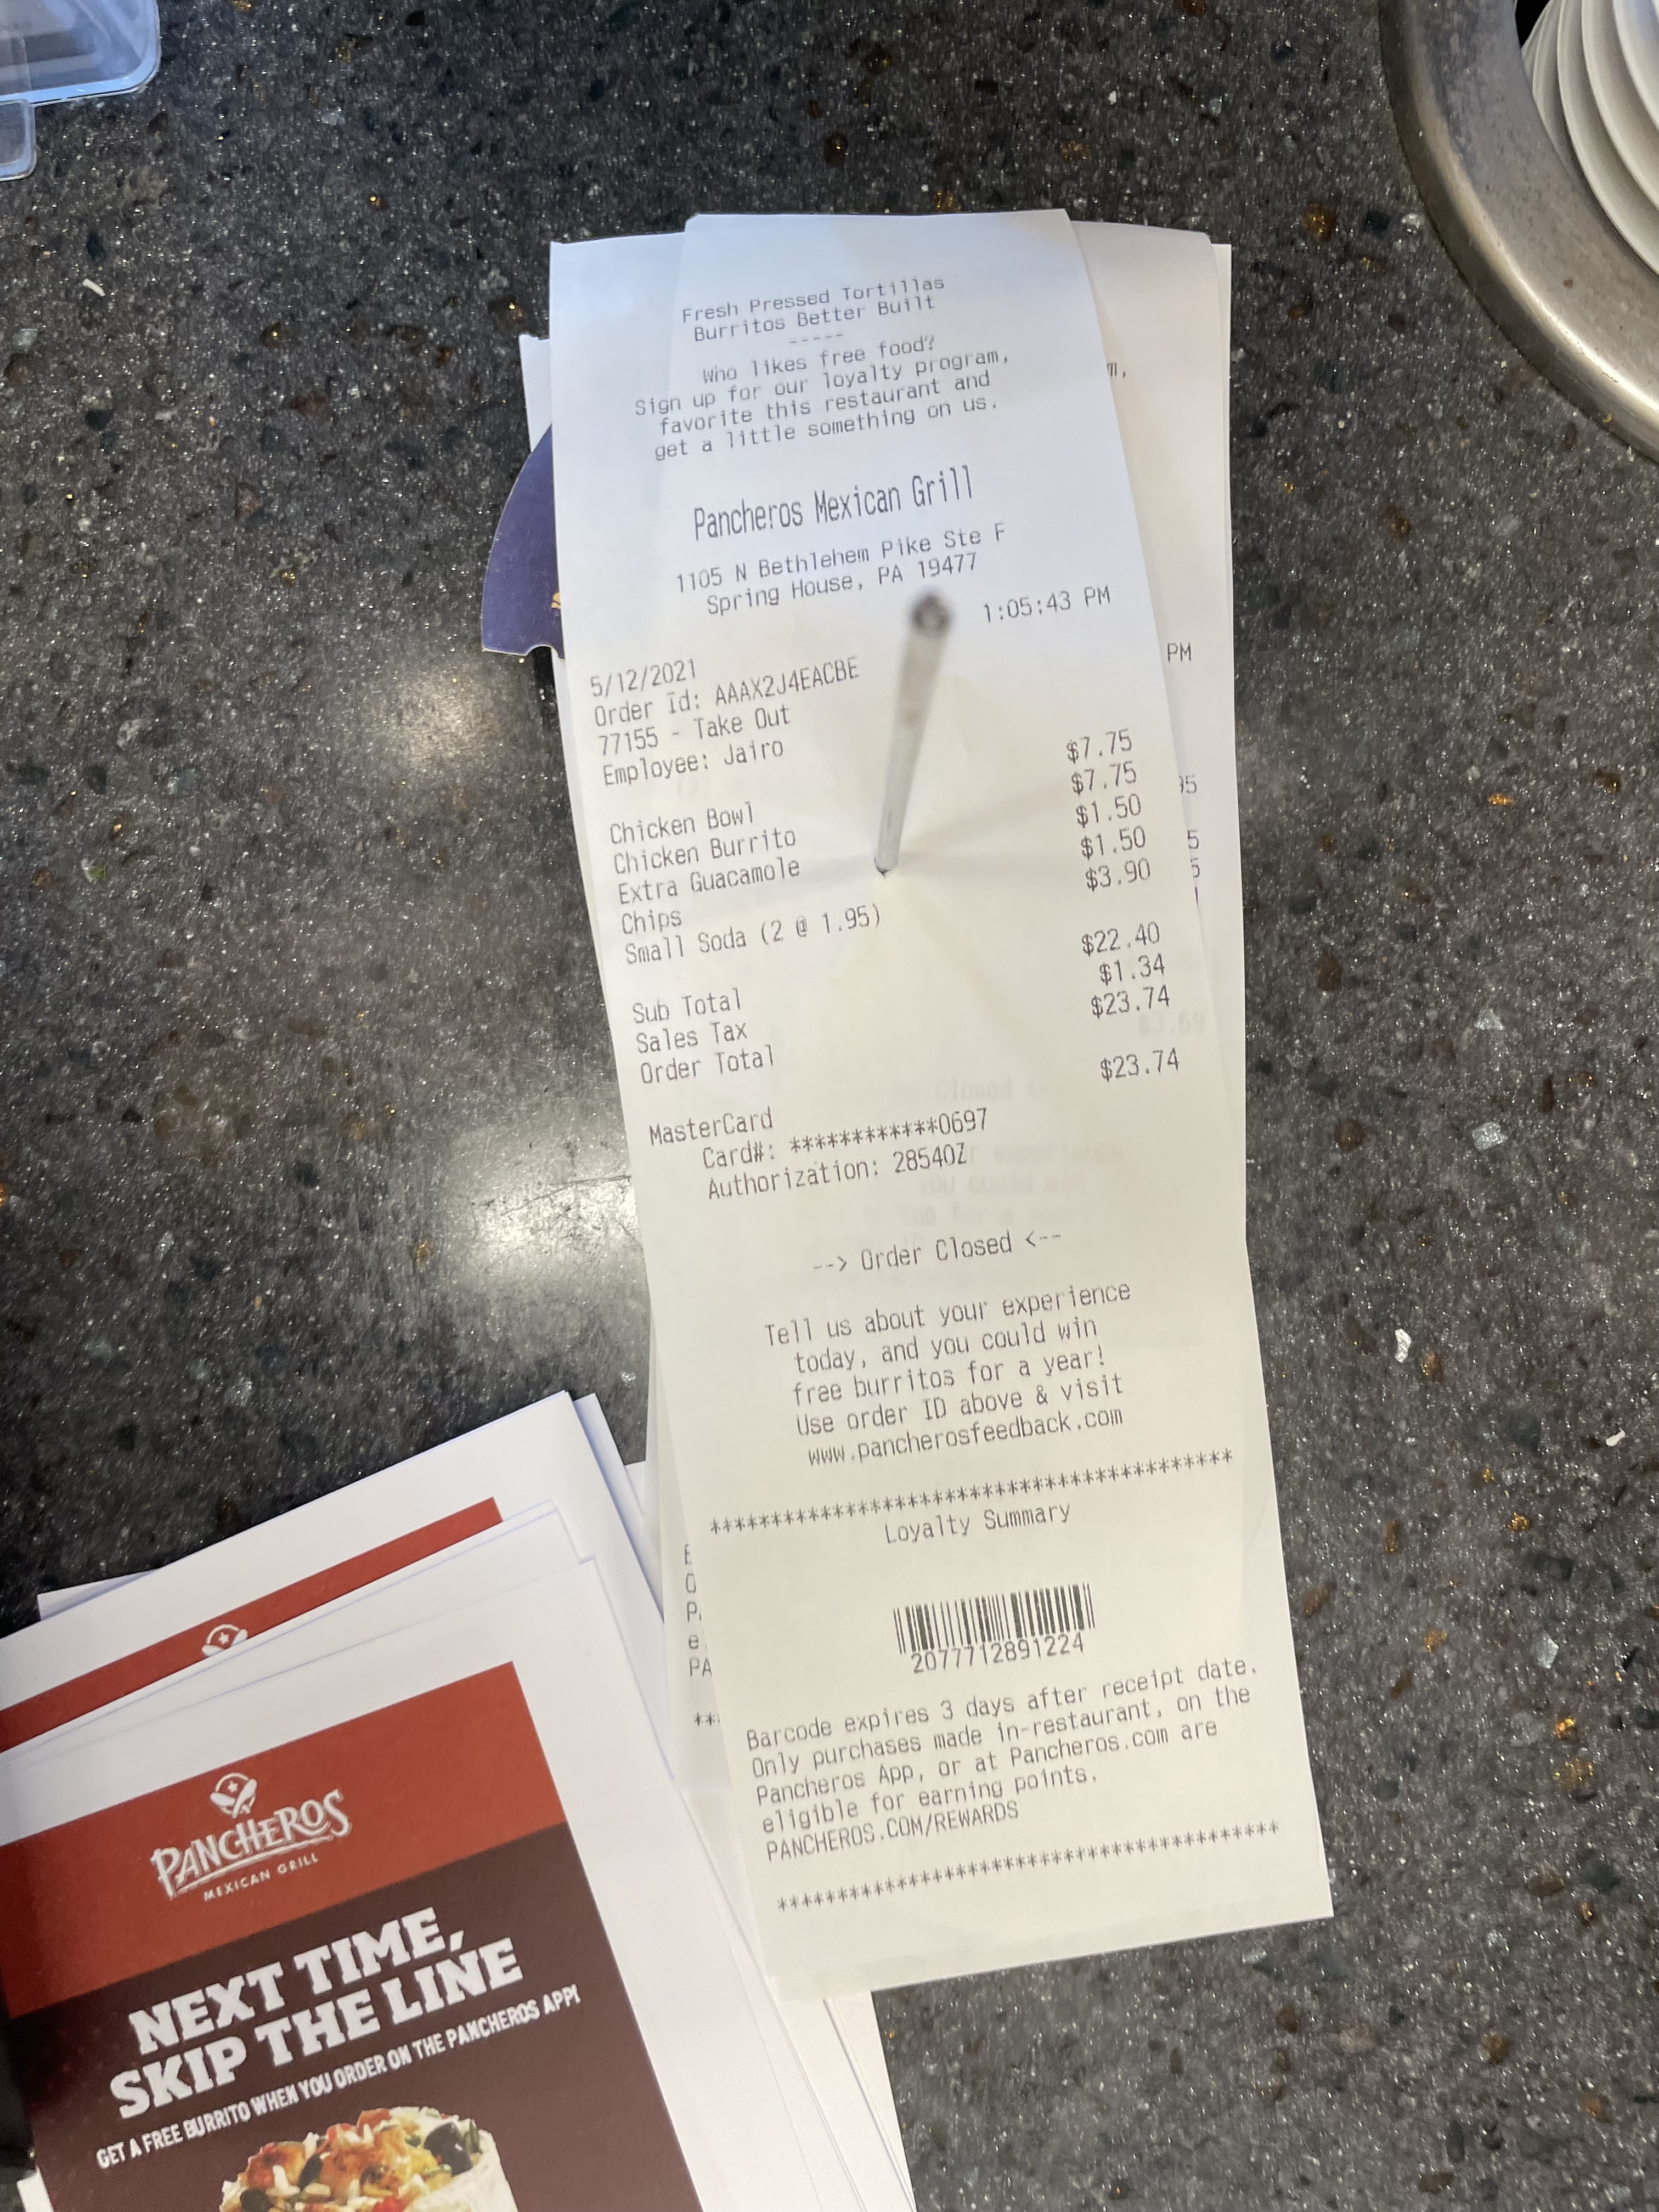 Fresh Pressed Tortillas
Burritos Better Built
-----
Who likes free food?
Sign up for our loyalty program,
favorite this restaurant and
get a little something on us.
Pancheros Mexican Grill
1105 N Bethlehem Pike Ste F
Spring House, PA 19477
5/12/2021 1:05:43 PM
Order Id: AAAX2J4EACBE
77155 - Take Out
Employee: Jairo
Chicken Bowl $7.75
Chicken Burrito $7.75
Extra Guacamole $1.50
Chips $1.50
Small Soda (2 @ 1.95) $3.90
Sub Total $22.40
Sales Tax $1.34
Order Total $23.74
MasterCard $23.74
Card#: ************0697
Authorization: 28540Z
--> Order Closed <--
Tell us about your experience
today, and you could win
free burritos for a year!
Use order ID above & visit
www.pancherosfeedback.com
************************************
Loyalty Summary
2077712891224
Barcode expires 3 days after receipt date.
Only purchases made in-restaurant, on the
Pancheros App, or at Pancheros.com are
eligible for earning points.
PANCHEROS.COM/REWARDS
************************************
PM
PANCHEROS
MEXICAN GRILL
NEXT TIME,
SKIP THE LINE
GET A FREE BURRITO WHEN YOU ORDER ON THE PANCHEROS APP!